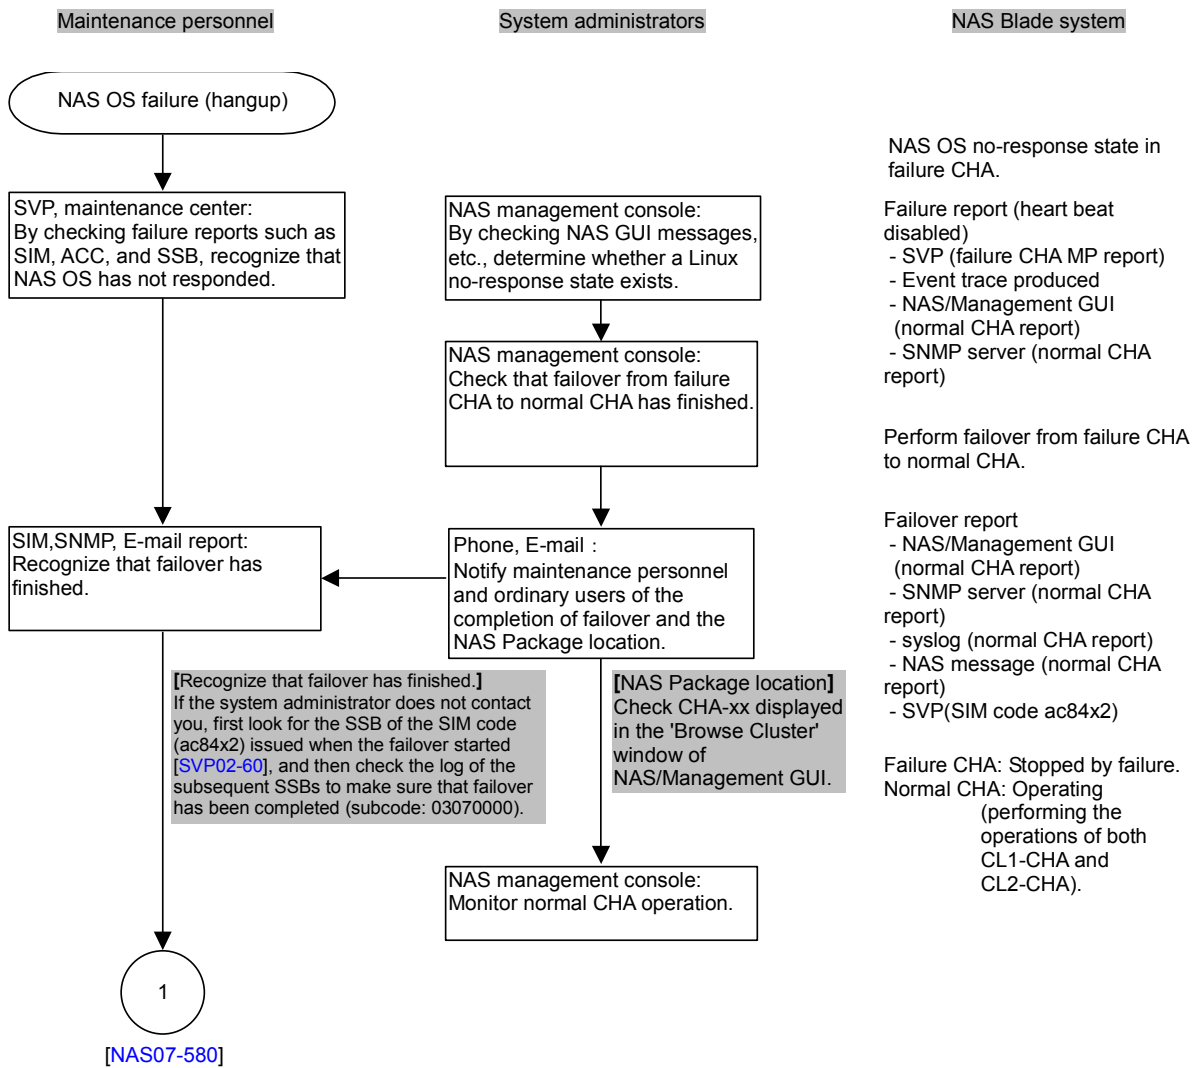 Maintenance personnel
System administrators
NAS Blade system
NAS OS failure (hangup)
SVP, maintenance center:
By checking failure reports such as
SIM, ACC, and SSB, recognize that
NAS OS has not responded.
SIM,SNMP, E-mail report:
Recognize that failover has
finished.
[Recognize that failover has finished.]
If the system administrator does not contact
you, first look for the SSB of the SIM code
(ac84x2) issued when the failover started
[SVP02-60], and then check the log of the
subsequent SSBs to make sure that failover
has been completed (subcode: 03070000).
1
[NAS07-580]
NAS management console:
By checking NAS GUI messages,
etc., determine whether a Linux
no-response state exists.
NAS management console:
Check that failover from failure
CHA to normal CHA has finished.
Phone, E-mail :
Notify maintenance personnel
and ordinary users of the
completion of failover and the
NAS Package location.
[NAS Package location]
Check CHA-xx displayed
in the 'Browse Cluster'
window of
NAS/Management GUI.
NAS management console:
Monitor normal CHA operation.
NAS OS no-response state in
failure CHA.
Failure report (heart beat
disabled)
- SVP (failure CHA MP report)
- Event trace produced
- NAS/Management GUI
(normal CHA report)
- SNMP server (normal CHA
report)
Perform failover from failure CHA
to normal CHA.
Failover report
- NAS/Management GUI
(normal CHA report)
- SNMP server (normal CHA
report)
- syslog (normal CHA report)
- NAS message (normal CHA
report)
- SVP(SIM code ac84x2)
Failure CHA: Stopped by failure.
Normal CHA: Operating
(performing the
operations of both
CL1-CHA and
CL2-CHA).